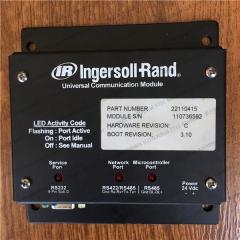 IR Ingersoll-Rand®
Universal Communication Module
PART NUMBER 22110415
MODULE S/N 110736592
HARDWARE REVISION: C
BOOT REVISION: 3.10
LED Activity Code
Flashing : Port Active
On : Port Idle
Off : See Manual
Service Port
Network Port
Microcontroller Port
RS232
RS422/RS485
RS485
Power
24 Vdc